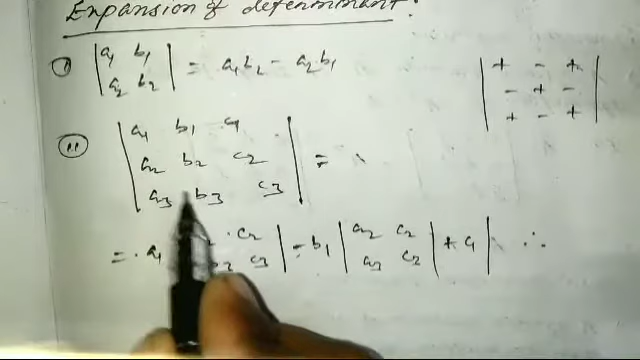 Expansion of determinant:
(i) | a1 b1 | = a1b2 - a2b1
| a2 b2 |
| + - + |
| - + - |
| + - + |
(ii) | a1 b1 c1 |
| a2 b2 c2 | =
| a3 b3 c3 |
= a1 | c2 | - b1 | a2 c2 | + c1 |
c3 | | a3 c2 |